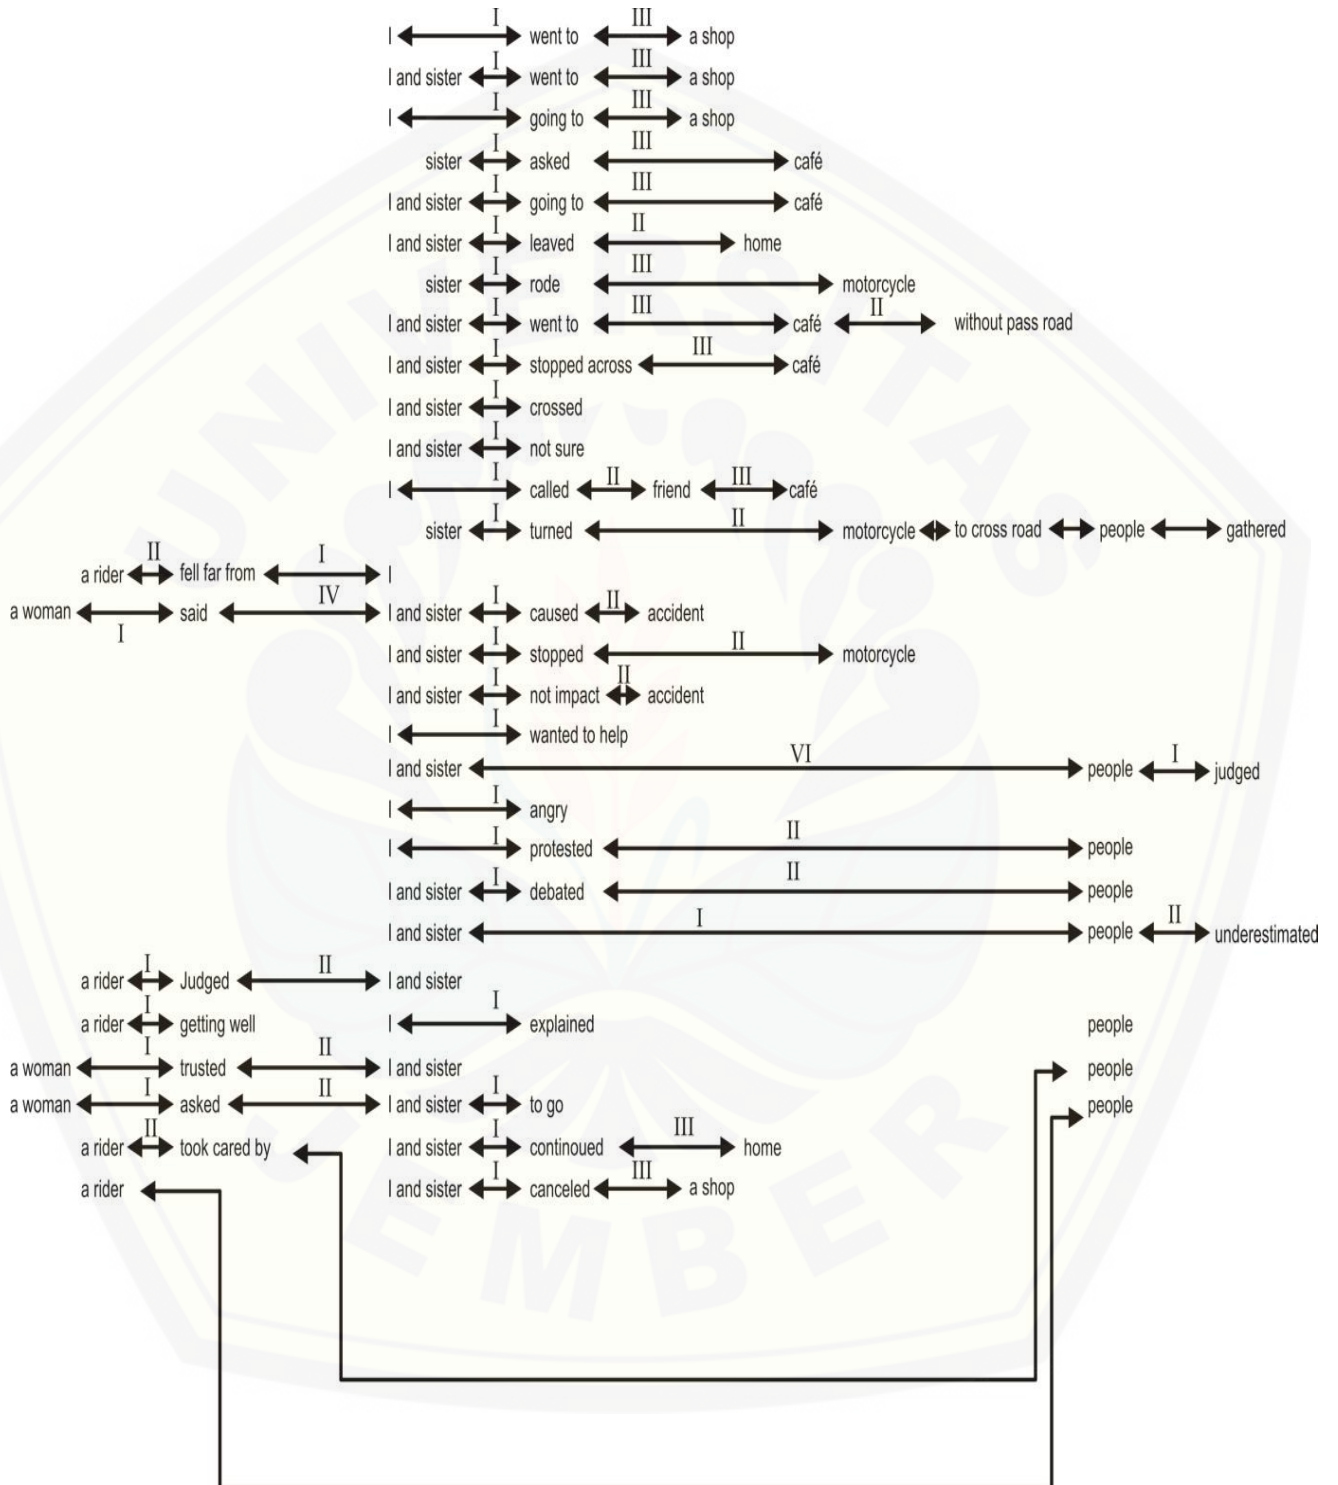 I I went to III a shop
I and sister I went to III a shop
I I going to III a shop
sister I asked III café
I and sister I going to III café
I and sister I leaved II home
sister I rode III motorcycle
I and sister I went to III café II without pass road
I and sister I stopped across III café
I and sister I crossed
I and sister I not sure
I I called II friend III café
sister I turned II motorcycle to cross road people gathered
a rider II fell far from I I
a woman I said IV I and sister I caused II accident
I and sister I stopped II motorcycle
I and sister I not impact II accident
I I wanted to help
I and sister VI people I judged
I I angry
I I protested II people
I and sister I debated II people
I and sister I people II underestimated
a rider I Judged II I and sister
a rider I getting well I I explained people
a woman I trusted II I and sister people
a woman I asked II I and sister I to go people
a rider II took cared by I and sister I continoued III home
a rider I and sister I canceled III a shop
UNIVERSITAS
JEMBER